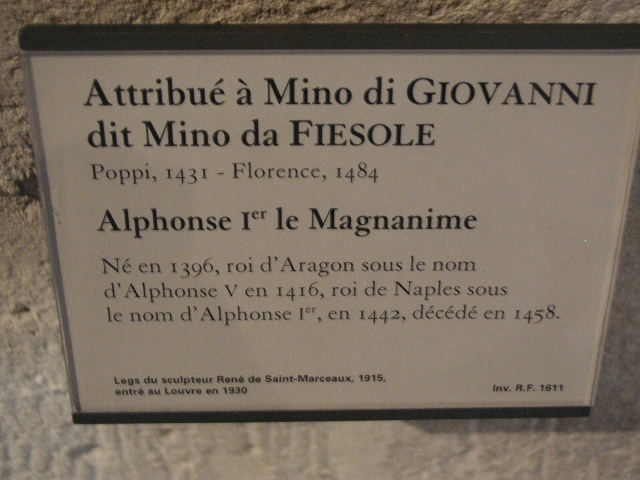 Attribué à Mino di GIOVANNI
dit Mino da FIESOLE
Poppi, 1431 - Florence, 1484
Alphonse Ier le Magnanime
Né en 1396, roi d'Aragon sous le nom
d'Alphonse V en 1416, roi de Naples sous
le nom d'Alphonse Ier, en 1442, décédé en 1458.
Legs du sculpteur René de Saint-Marceaux, 1915,
entré au Louvre en 1930
Inv. R.F. 1611